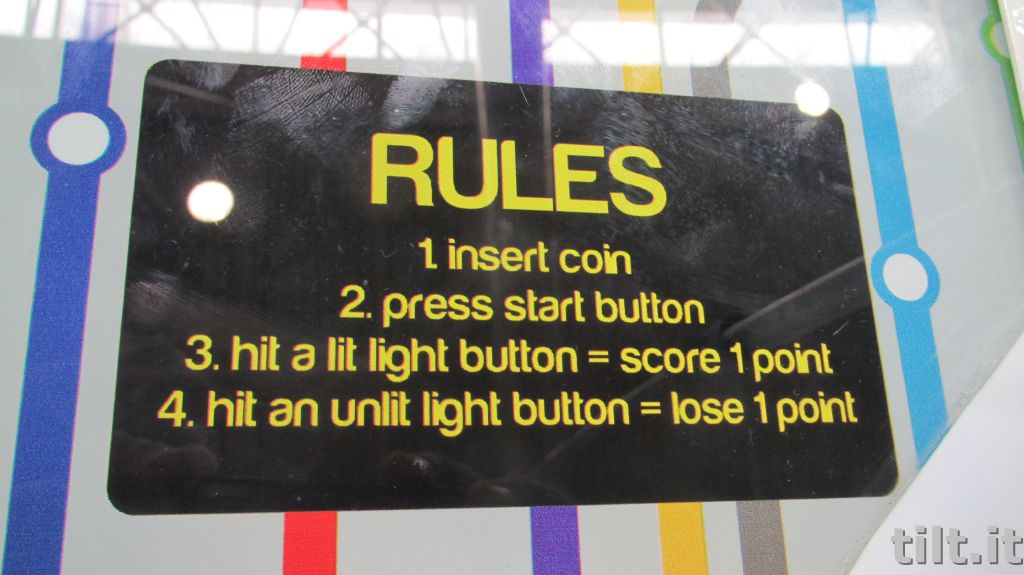 RULES
1. insert coin
2. press start button
3. hit a lit light button = score 1 point
4. hit an unlit light button = lose 1 point
tilt.it